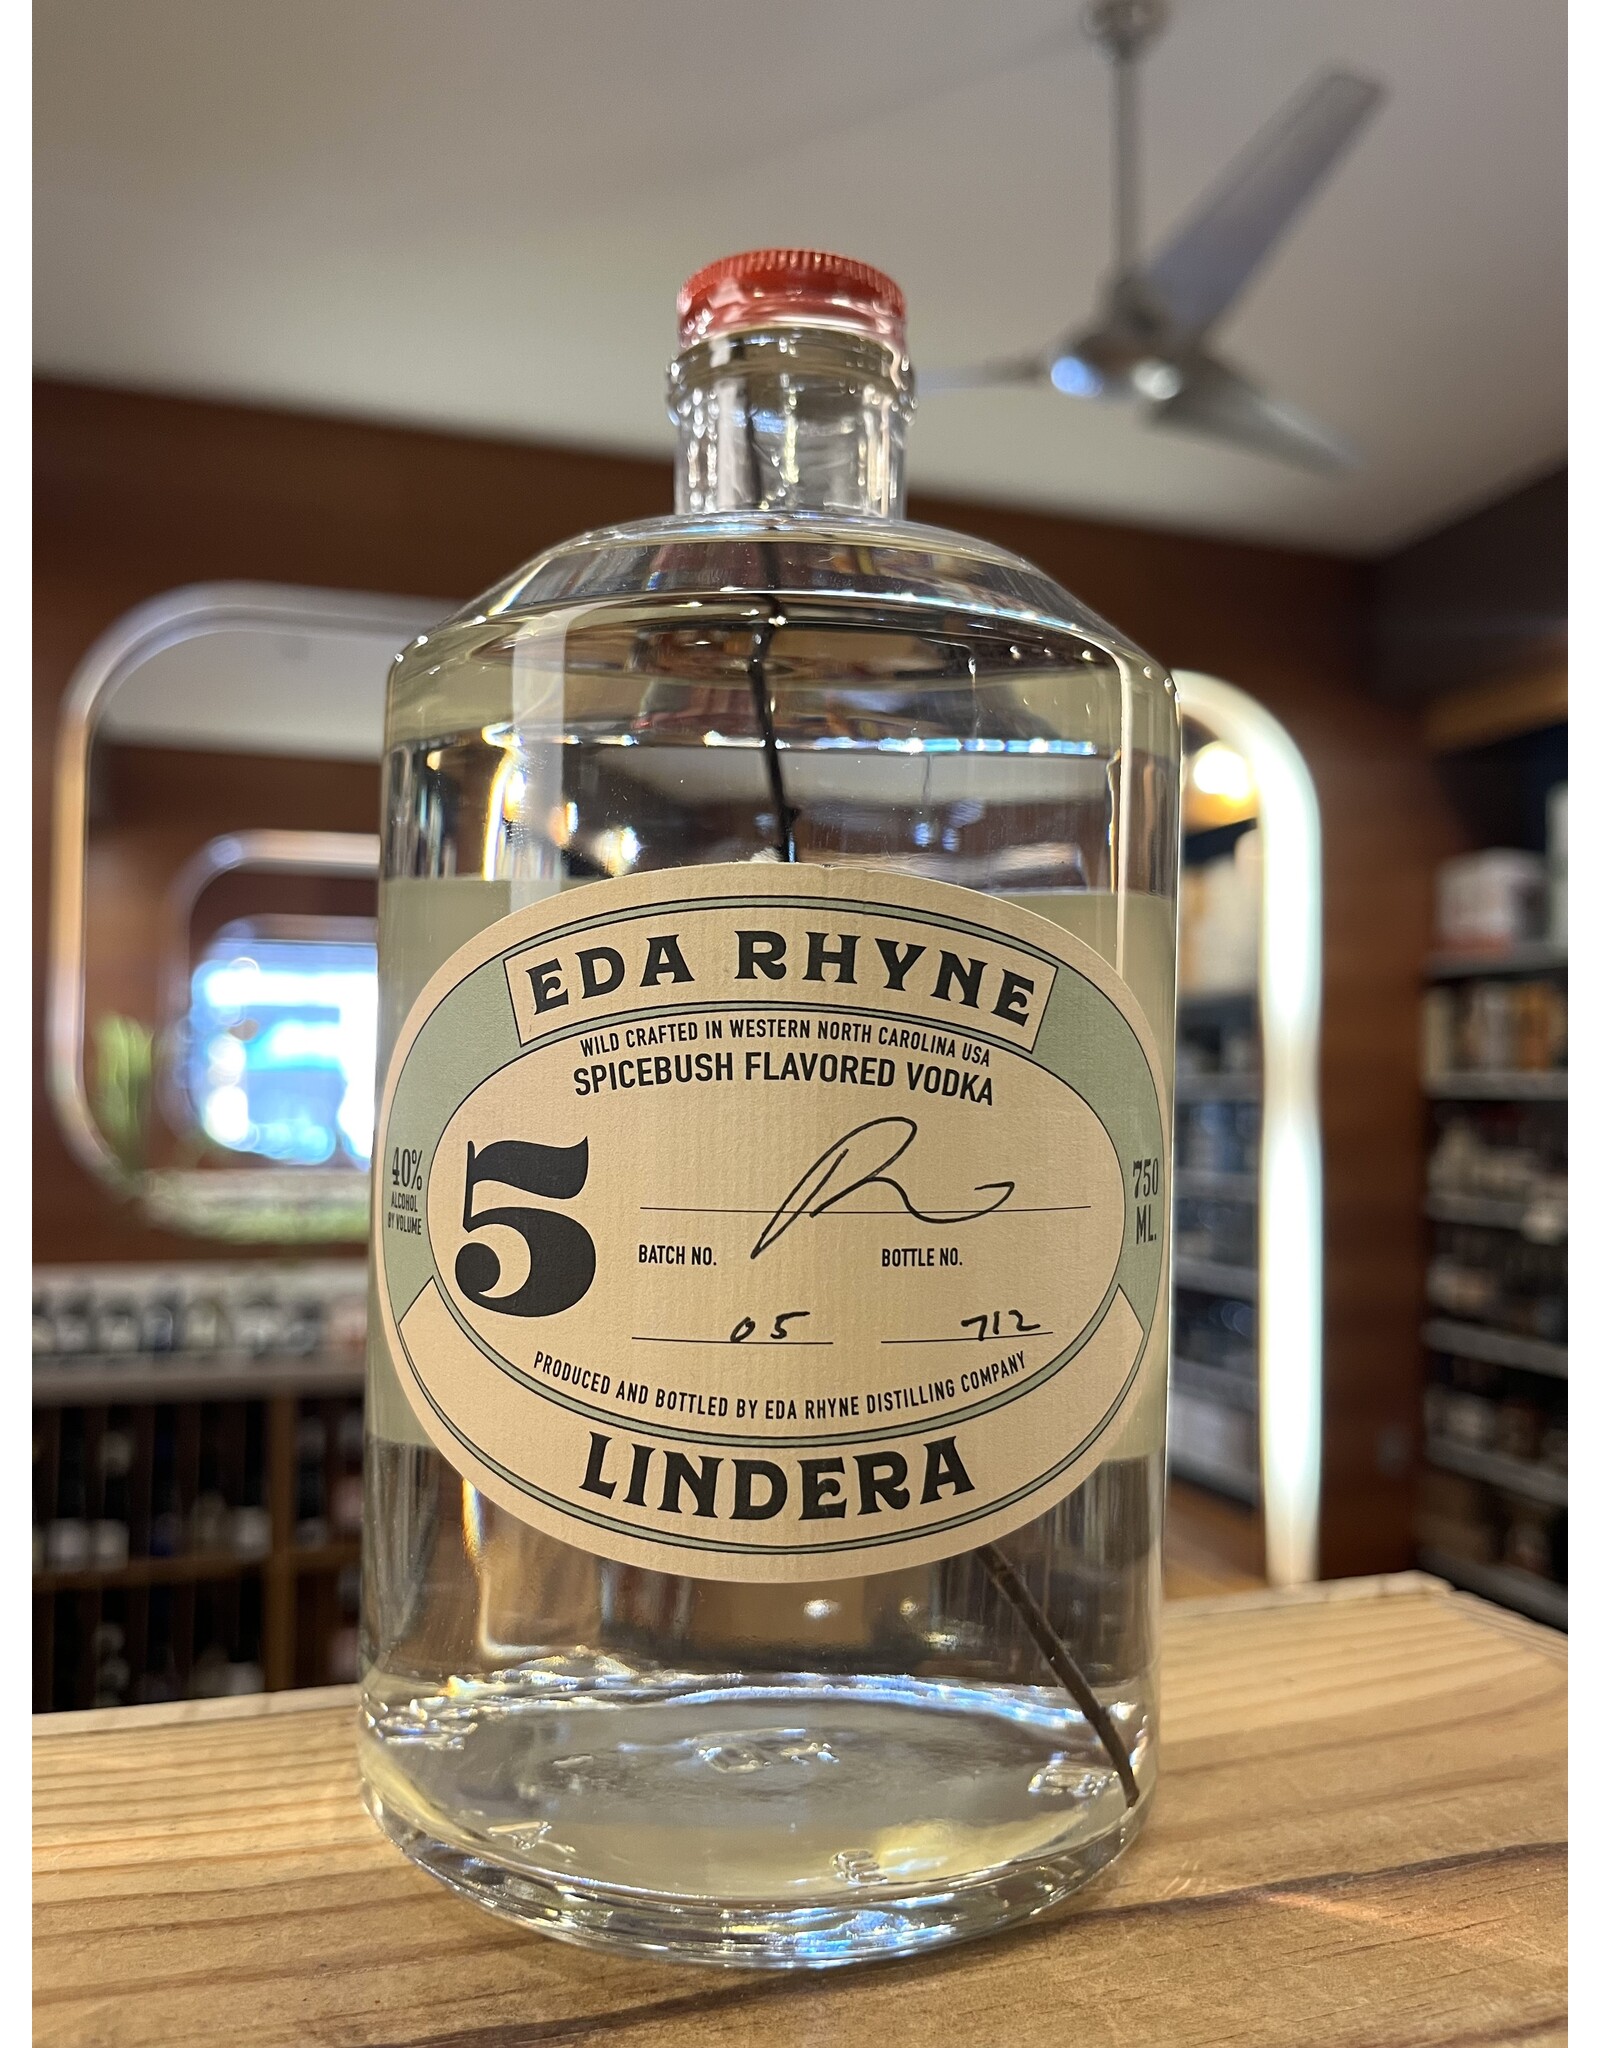 EDA RHYNE
WILD CRAFTED IN WESTERN NORTH CAROLINA USA
SPICEBUSH FLAVORED VODKA
5
40%
ALCOHOL
BY VOLUME
750
ML.
BATCH NO. BOTTLE NO.
05 712
PRODUCED AND BOTTLED BY EDA RHYNE DISTILLING COMPANY
LINDERA